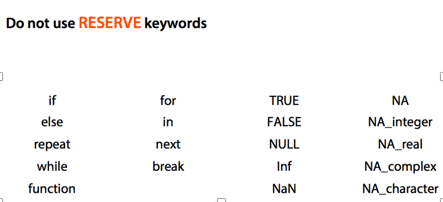 Do not use RESERVE keywords
if for TRUE NA
else in FALSE NA_integer
repeat next NULL NA_real
while break Inf NA_complex
function NaN NA_character